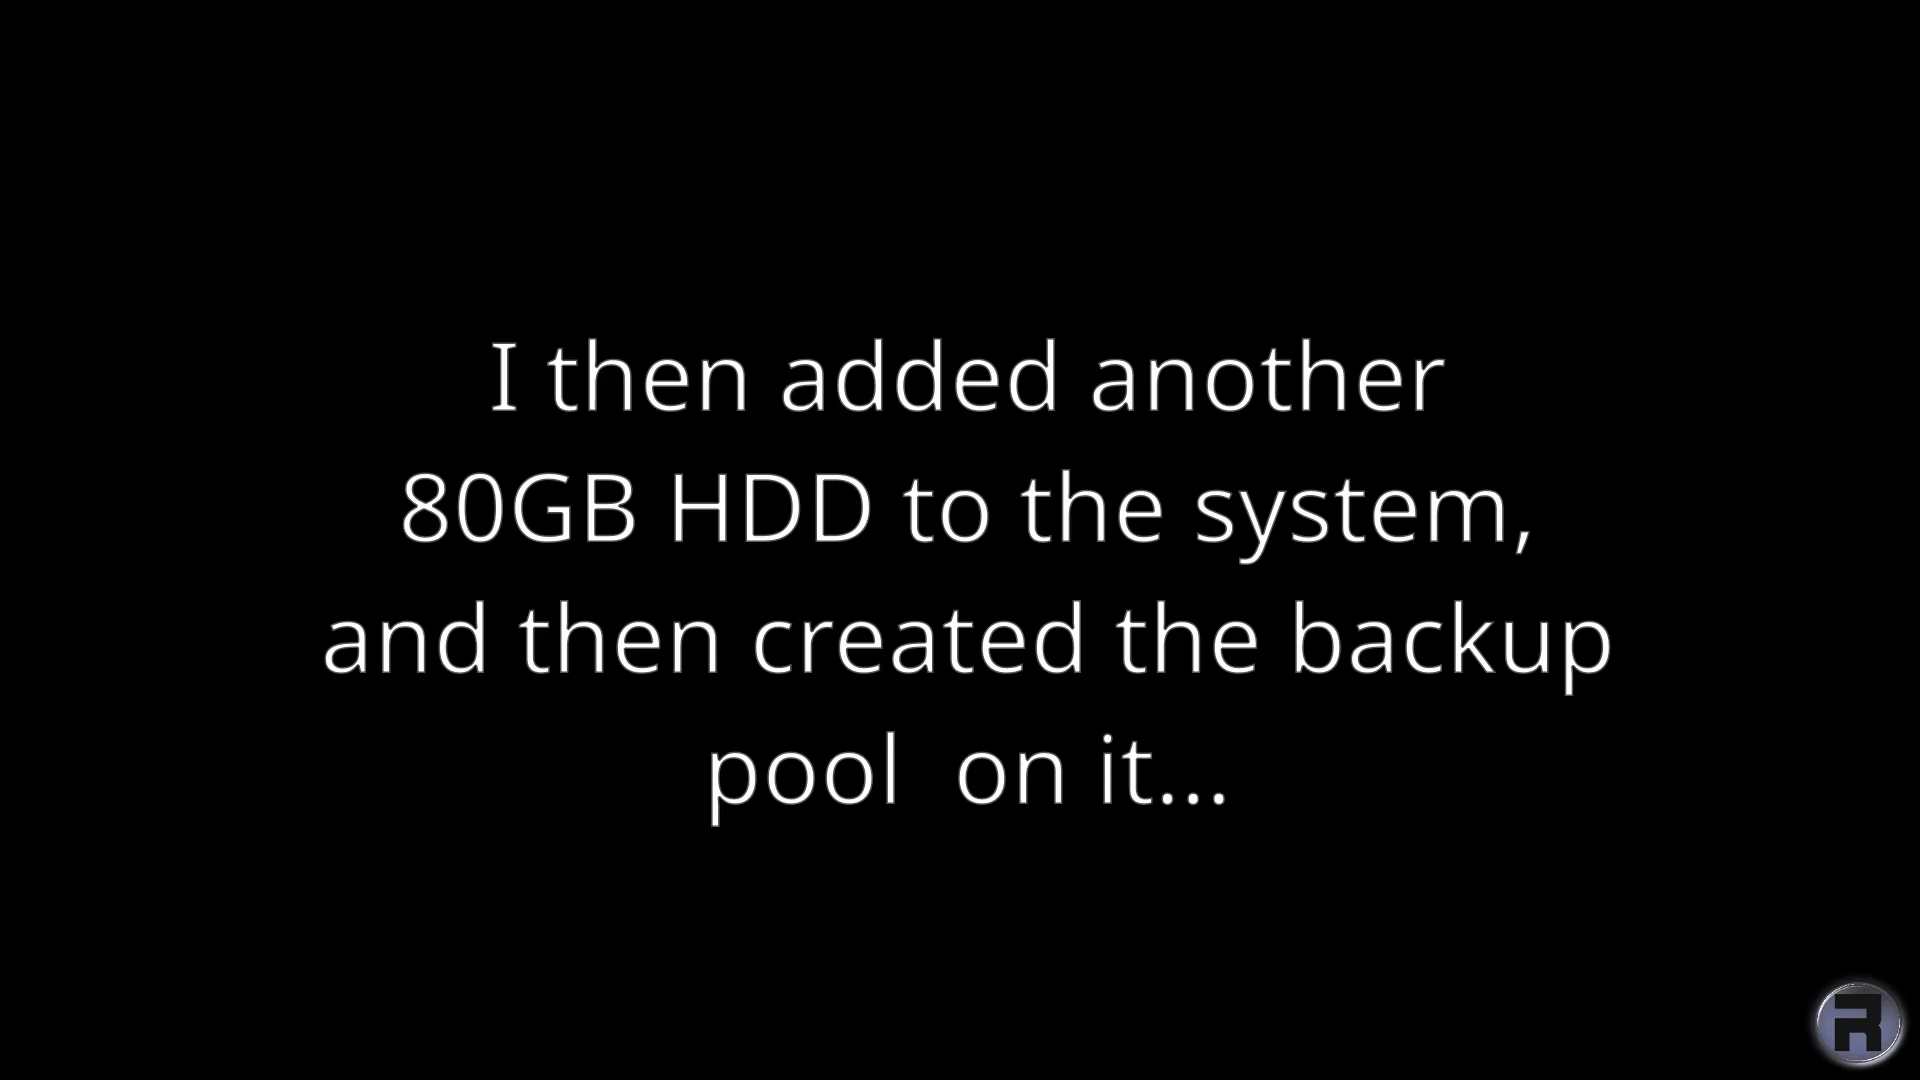 I then added another
80GB HDD to the system,
and then created the backup
pool  on it...
R